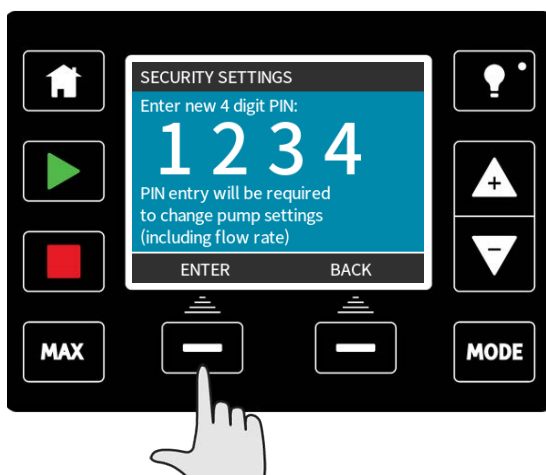 SECURITY SETTINGS
Enter new 4 digit PIN:
1 2 3 4
PIN entry will be required
to change pump settings
(including flow rate)
ENTER BACK
MAX
MODE